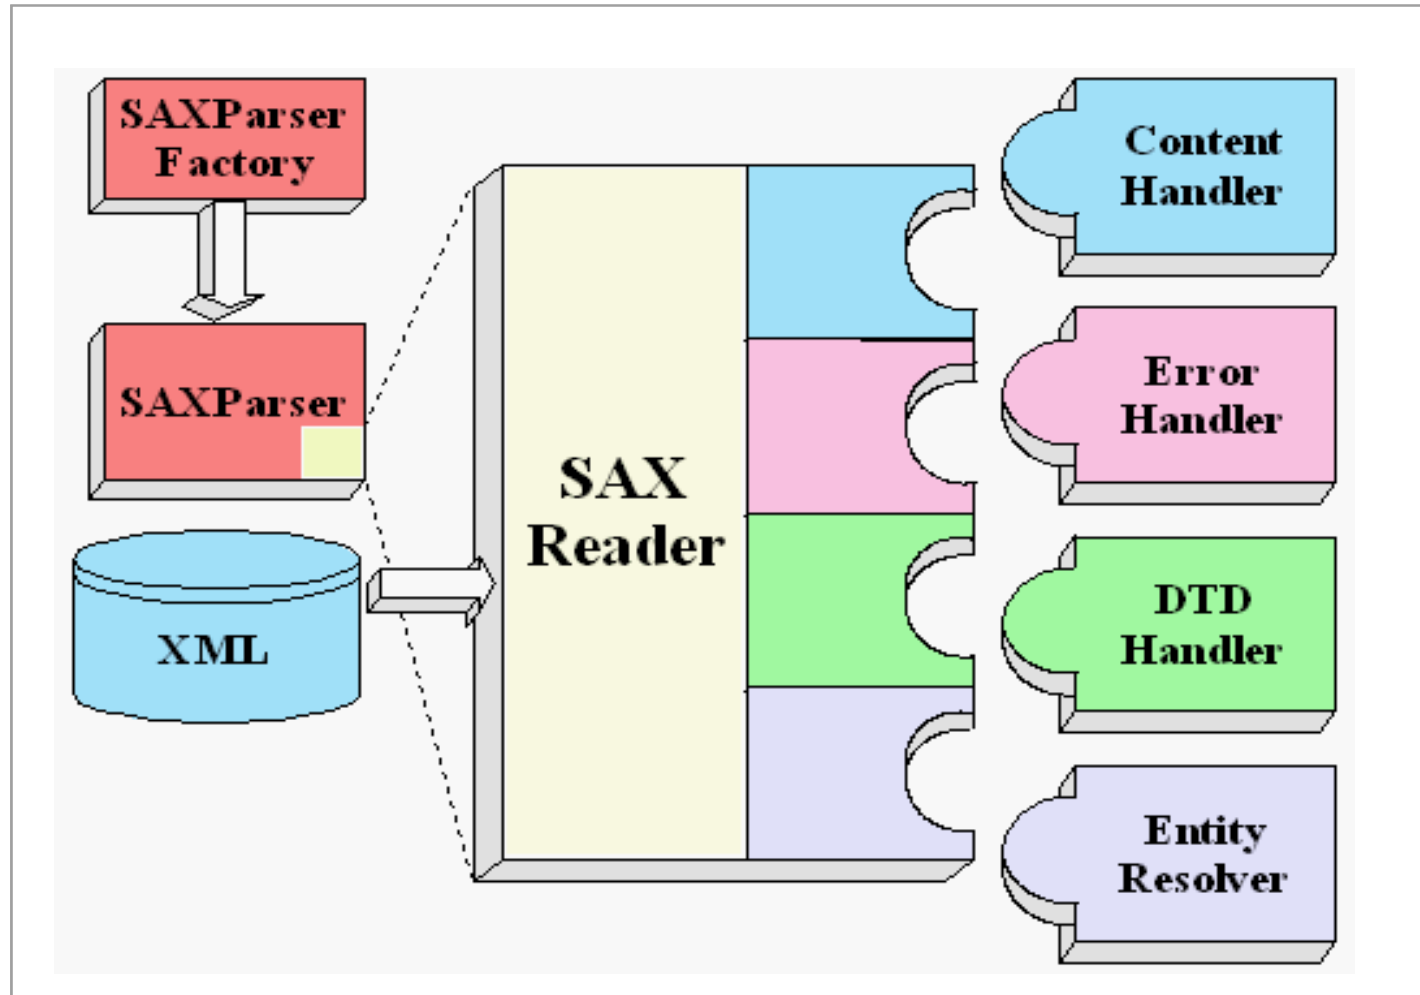 SAXParser
Factory
SAXParser
XML
SAX
Reader
Content
Handler
Error
Handler
DTD
Handler
Entity
Resolver